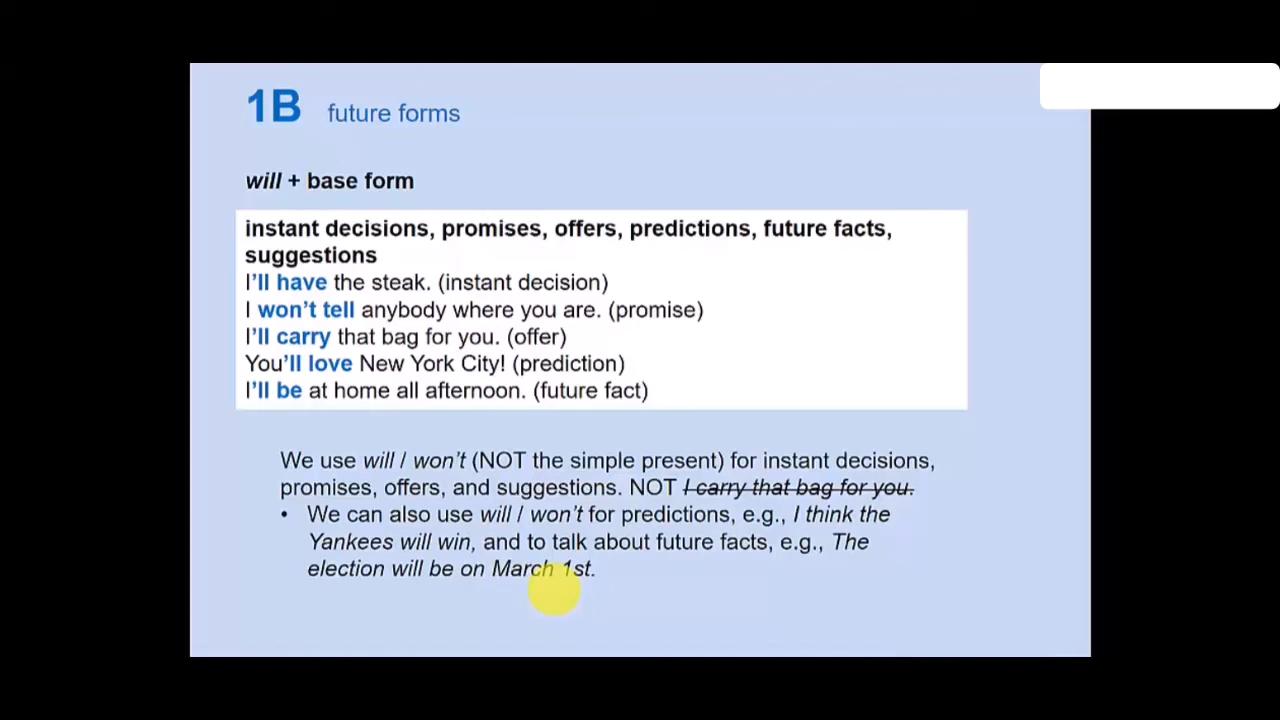 1B future forms
will + base form
instant decisions, promises, offers, predictions, future facts,
suggestions
I'll have the steak. (instant decision)
I won't tell anybody where you are. (promise)
I'll carry that bag for you. (offer)
You'll love New York City! (prediction)
I'll be at home all afternoon. (future fact)
We use will / won't (NOT the simple present) for instant decisions,
promises, offers, and suggestions. NOT I carry that bag for you.
• We can also use will / won't for predictions, e.g., I think the
Yankees will win, and to talk about future facts, e.g., The
election will be on March 1st.